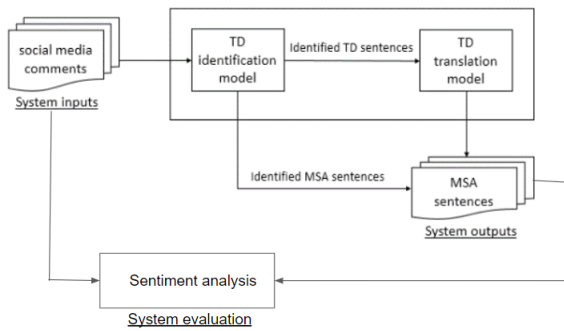 social media
comments
System inputs
TD
identification
model
Identified TD sentences
TD
translation
model
Identified MSA sentences
MSA
sentences
System outputs
Sentiment analysis
System evaluation